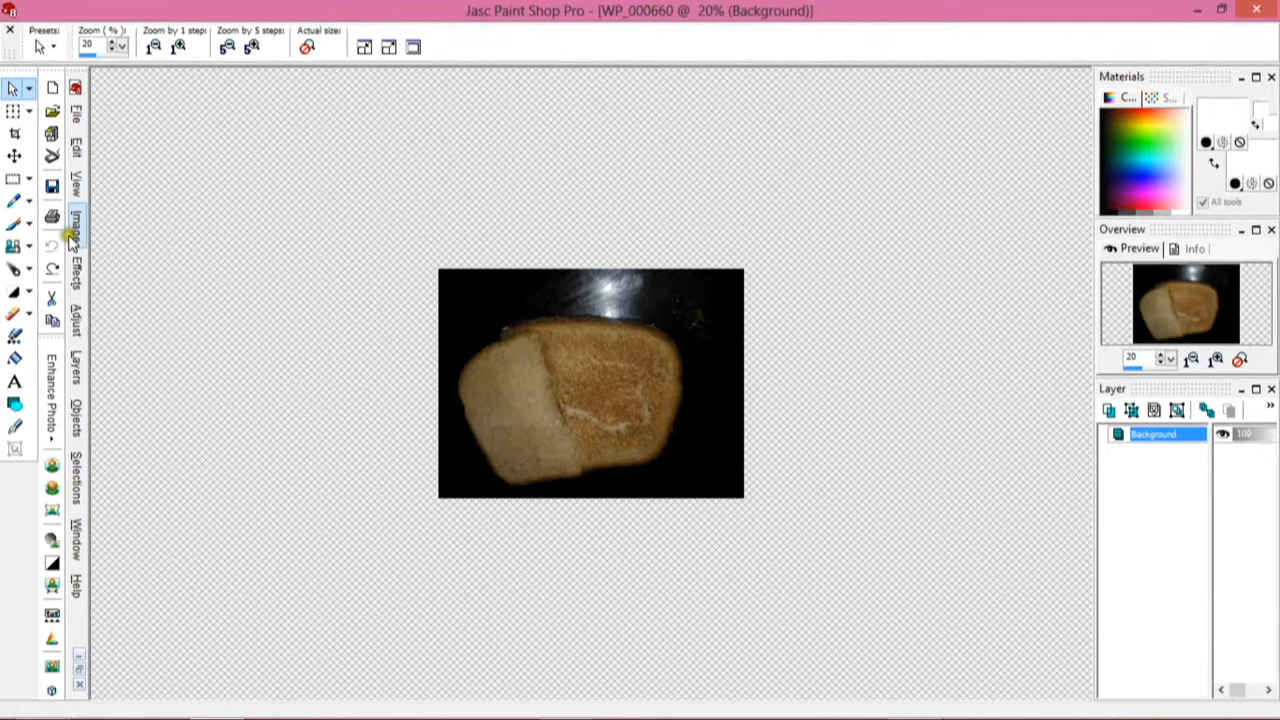 Jasc Paint Shop Pro - [WP_000660 @ 20% (Background)]
Presets:
Zoom (%):
Zoom by 1 step:
Zoom by 5 steps:
Actual size:
20
File
Edit
View
Image
Effects
Adjust
Layers
Objects
Selections
Window
Help
Enhance Photo
A
Materials
C...
S...
All tools
Overview
Preview
Info
20
Layer
Background
100